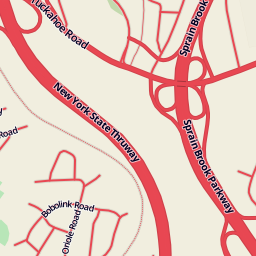 Tuckahoe Road
Sprain Brook
New York State Thruway
Road
Sprain Brook Parkway
Bobolink Road
Oriole Road